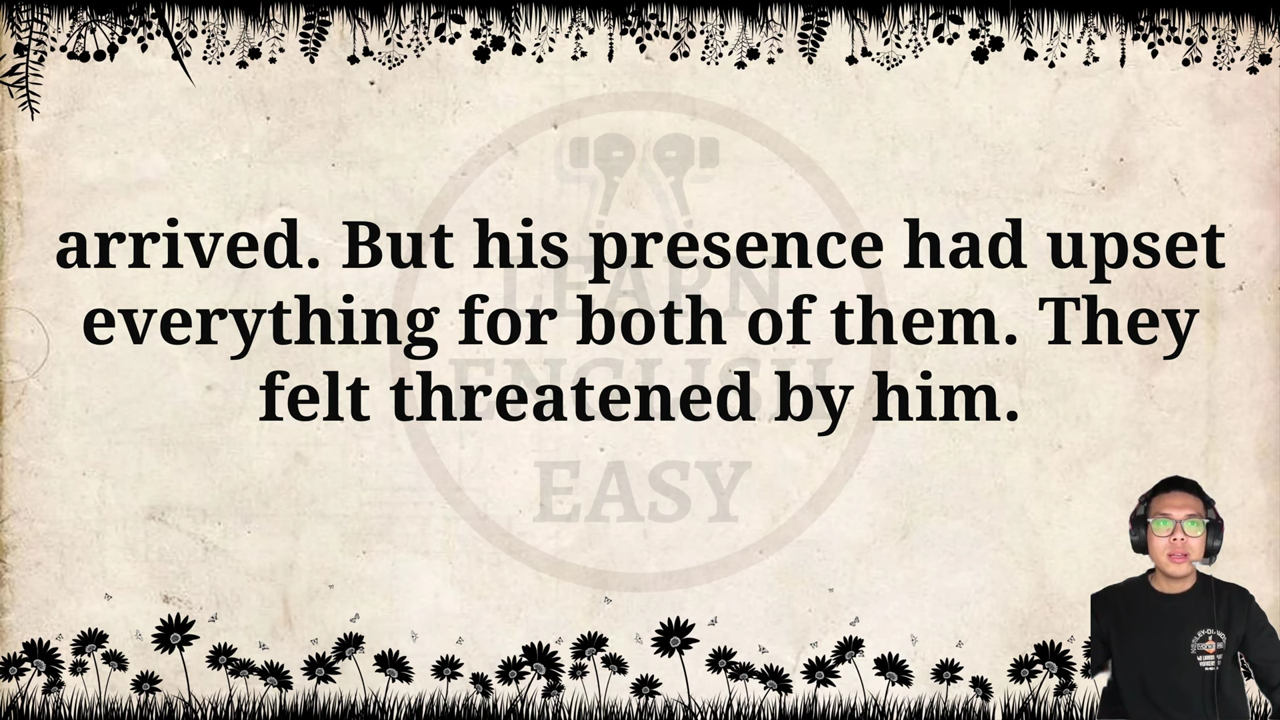 arrived. But his presence had upset
everything for both of them. They
felt threatened by him.
LEARN
ENGLISH
EASY